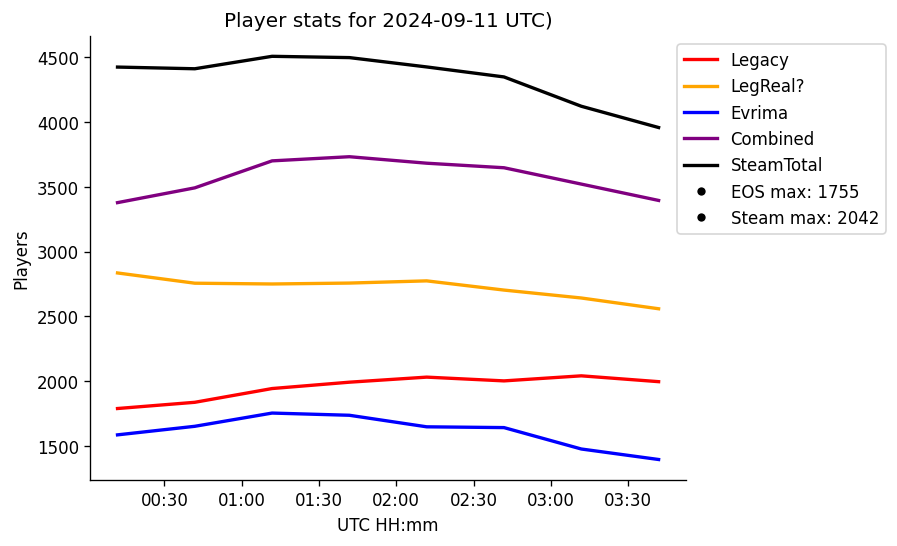 Player stats for 2024-09-11 UTC)
4500
4000
3500
3000
2500
2000
1500
Players
00:30 01:00 01:30 02:00 02:30 03:00 03:30
UTC HH:mm
Legacy
LegReal?
Evrima
Combined
SteamTotal
EOS max: 1755
Steam max: 2042